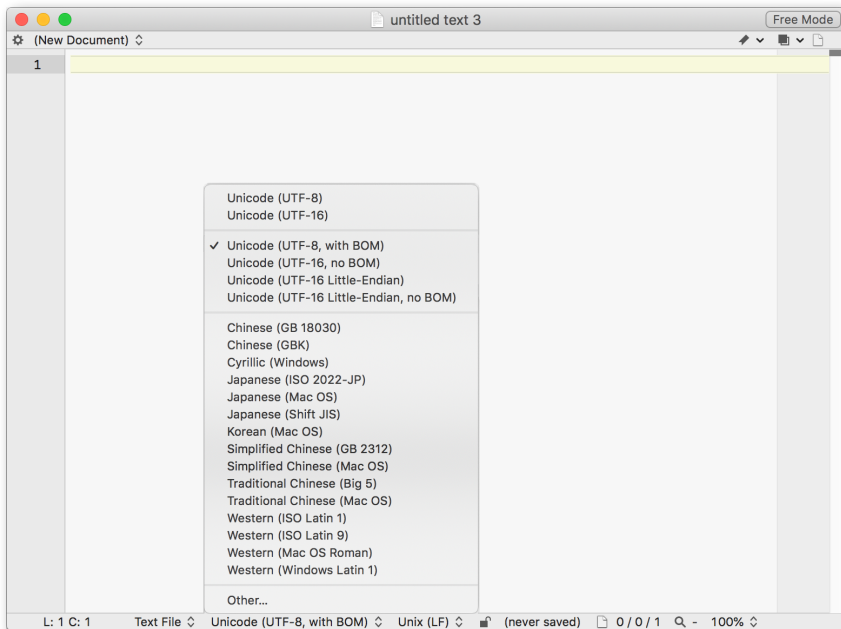 untitled text 3
Free Mode
(New Document)
1
Unicode (UTF-8)
Unicode (UTF-16)
✓ Unicode (UTF-8, with BOM)
Unicode (UTF-16, no BOM)
Unicode (UTF-16 Little-Endian)
Unicode (UTF-16 Little-Endian, no BOM)
Chinese (GB 18030)
Chinese (GBK)
Cyrillic (Windows)
Japanese (ISO 2022-JP)
Japanese (Mac OS)
Japanese (Shift JIS)
Korean (Mac OS)
Simplified Chinese (GB 2312)
Simplified Chinese (Mac OS)
Traditional Chinese (Big 5)
Traditional Chinese (Mac OS)
Western (ISO Latin 1)
Western (ISO Latin 9)
Western (Mac OS Roman)
Western (Windows Latin 1)
Other...
L: 1 C: 1 Text File Unicode (UTF-8, with BOM) Unix (LF) (never saved) 0 / 0 / 1 - 100%